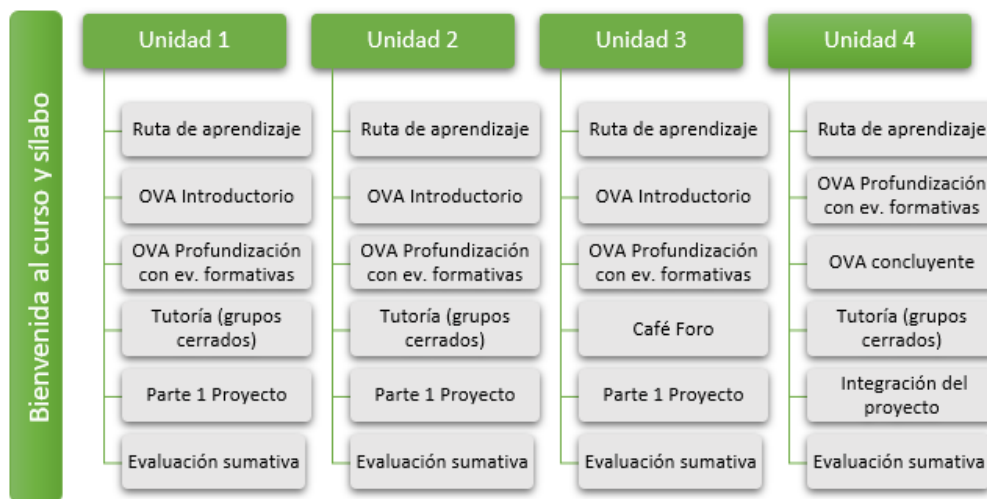 Bienvenida al curso y sílabo
Unidad 1
Ruta de aprendizaje
OVA Introductorio
OVA Profundización
con ev. formativas
Tutoría (grupos
cerrados)
Parte 1 Proyecto
Evaluación sumativa
Unidad 2
Ruta de aprendizaje
OVA Introductorio
OVA Profundización
con ev. formativas
Tutoría (grupos
cerrados)
Parte 1 Proyecto
Evaluación sumativa
Unidad 3
Ruta de aprendizaje
OVA Introductorio
OVA Profundización
con ev. formativas
Café Foro
Parte 1 Proyecto
Evaluación sumativa
Unidad 4
Ruta de aprendizaje
OVA Profundización
con ev. formativas
OVA concluyente
Tutoría (grupos
cerrados)
Integración del
proyecto
Evaluación sumativa